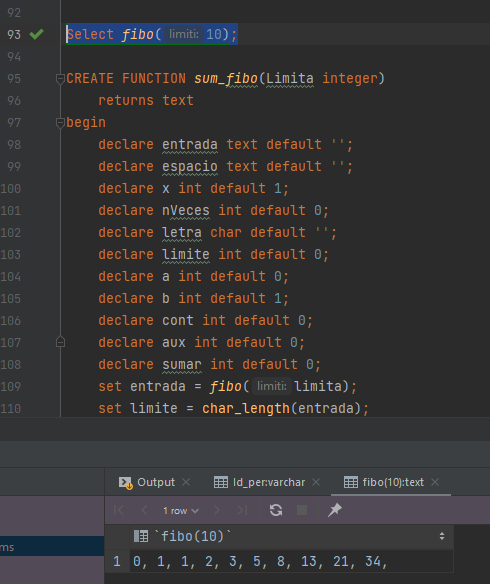 92
93 Select fibo( limiti: 10);
94
95 CREATE FUNCTION sum_fibo(Limita integer)
96 returns text
97 begin
98 declare entrada text default '';
99 declare espacio text default '';
100 declare x int default 1;
101 declare nVeces int default 0;
102 declare letra char default '';
103 declare limite int default 0;
104 declare a int default 0;
105 declare b int default 1;
106 declare cont int default 0;
107 declare aux int default 0;
108 declare sumar int default 0;
109 set entrada = fibo( limiti: limita);
110 set limite = char_length(entrada);
Output Id_per:varchar fibo(10):text
1 row
ms
`fibo(10)`
1 0, 1, 1, 2, 3, 5, 8, 13, 21, 34,